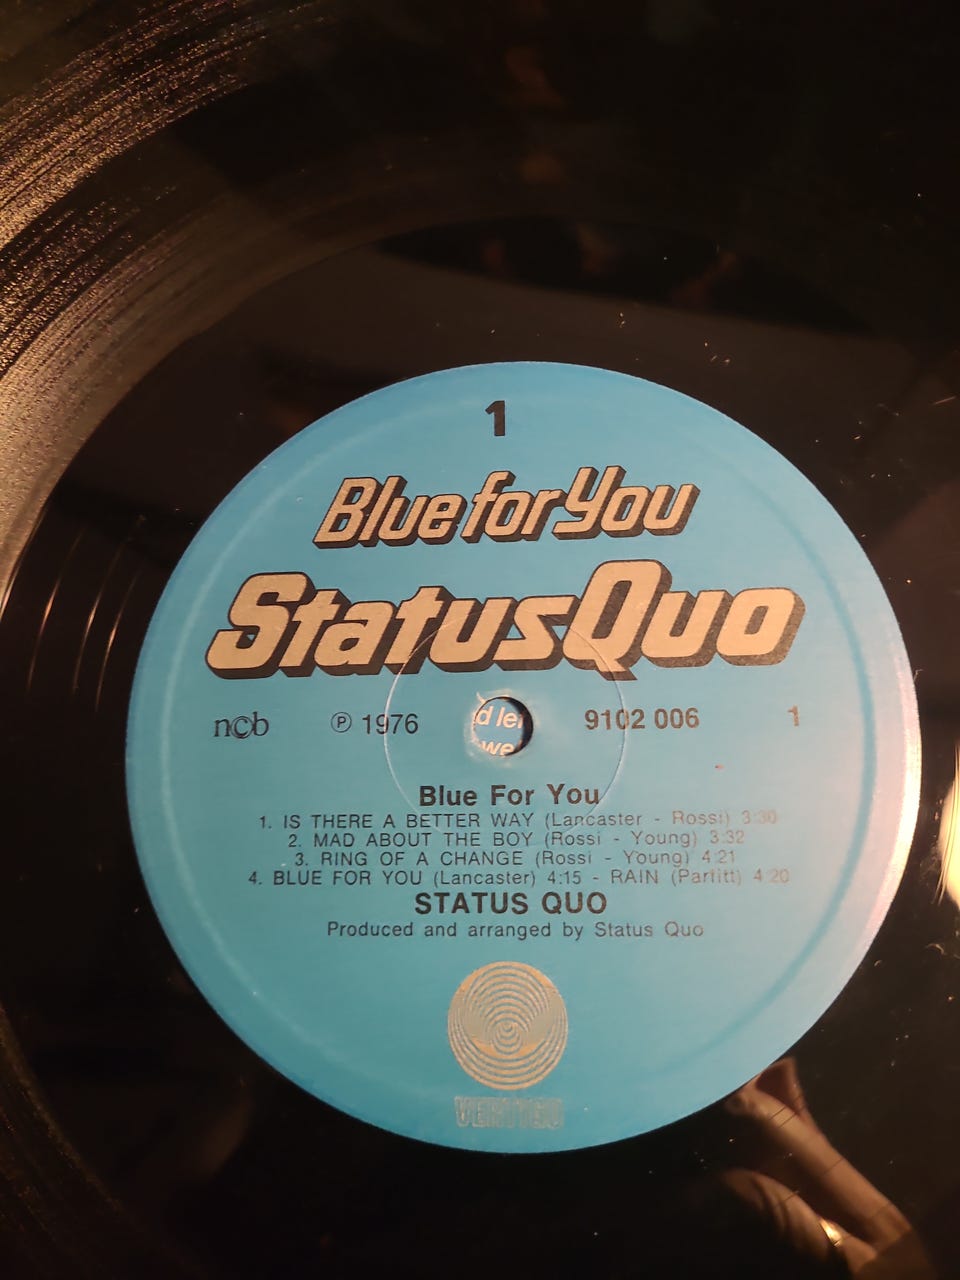 1
Blue for You
Status Quo
n©b ℗ 1976 9102 006 1
d le
we
Blue For You
1. IS THERE A BETTER WAY (Lancaster - Rossi) 3:30
2. MAD ABOUT THE BOY (Rossi - Young) 3:32
3. RING OF A CHANGE (Rossi - Young) 4:21
4. BLUE FOR YOU (Lancaster) 4:15 - RAIN (Parfitt) 4:20
STATUS QUO
Produced and arranged by Status Quo
VERTIGO